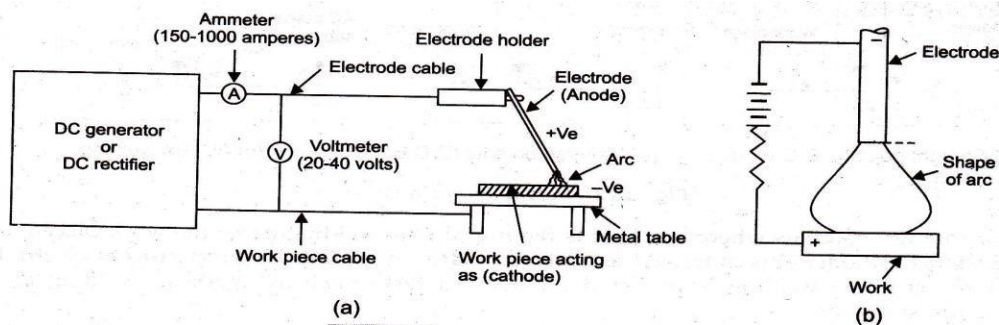 Ammeter
(150-1000 amperes)
Electrode holder
Electrode cable
Electrode
(Anode)
A
DC generator
or
DC rectifier
V
Voltmeter
(20-40 volts)
+Ve
Arc
–Ve
Metal table
Work piece cable
Work piece acting
as (cathode)
(a)
–
Electrode
Shape
of arc
+
Work
(b)